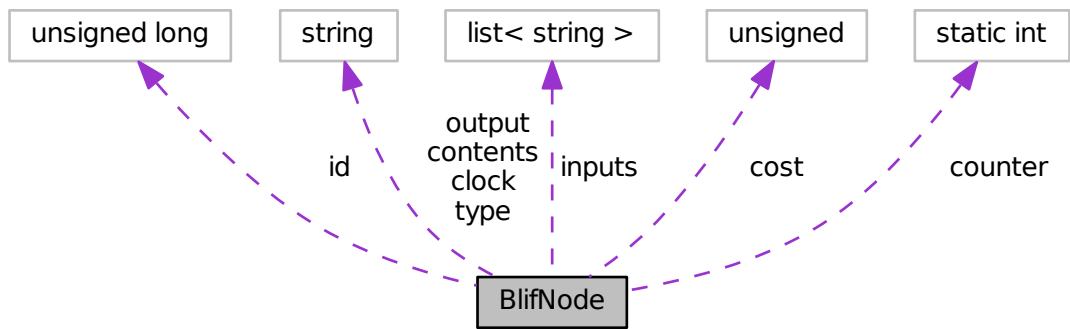 unsigned long
string
list< string >
unsigned
static int
id
output
contents
clock
type
inputs
cost
counter
BlifNode